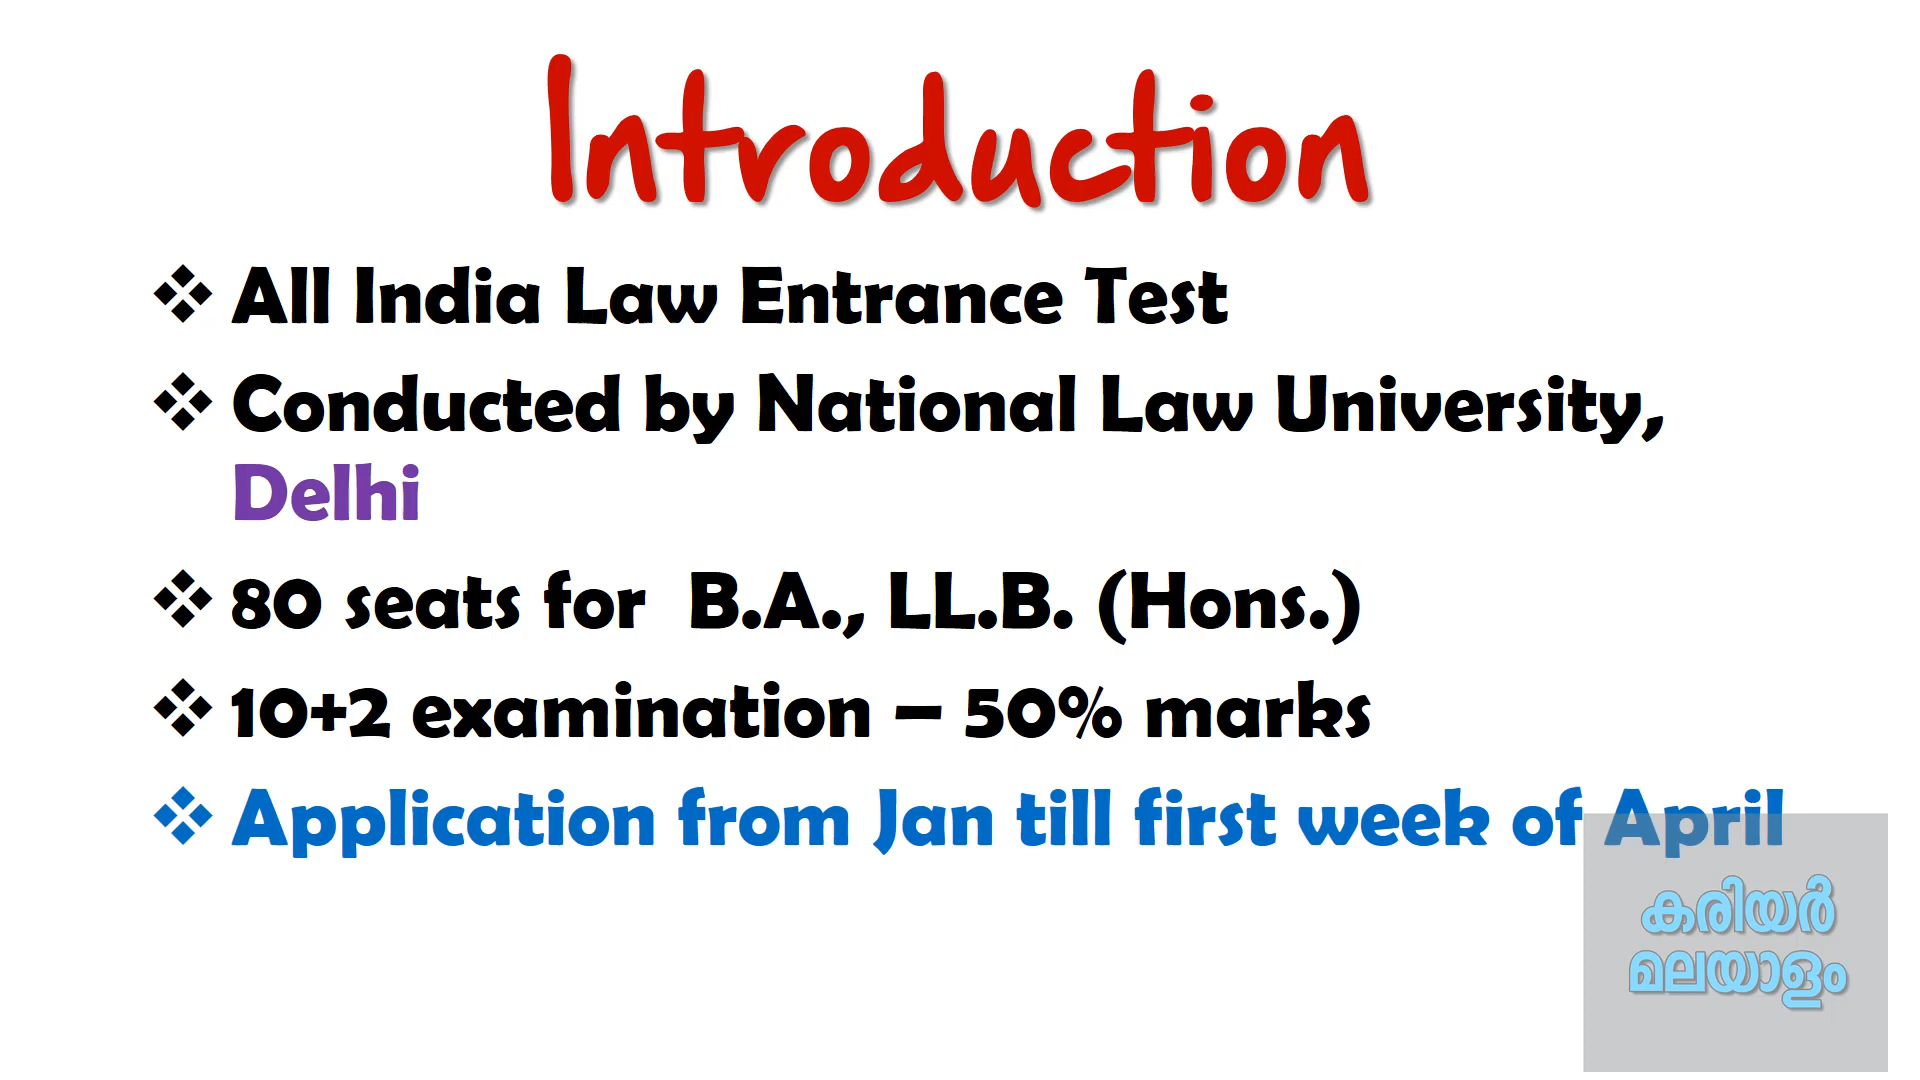 Introduction
❖ All India Law Entrance Test
❖ Conducted by National Law University,
Delhi
❖ 80 seats for B.A., LL.B. (Hons.)
❖ 10+2 examination – 50% marks
❖ Application from Jan till first week of April
കരിയർ
മലയാളം